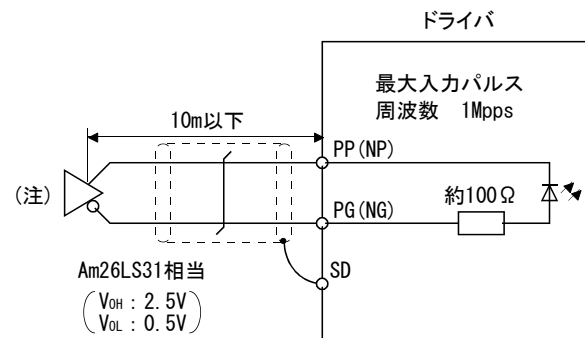 ドライバ
最大入力パルス
周波数 1Mpps
10m以下
PP(NP)
(注)
PG(NG)
約100Ω
Am26LS31相当
SD
VOH : 2.5V
VOL : 0.5V